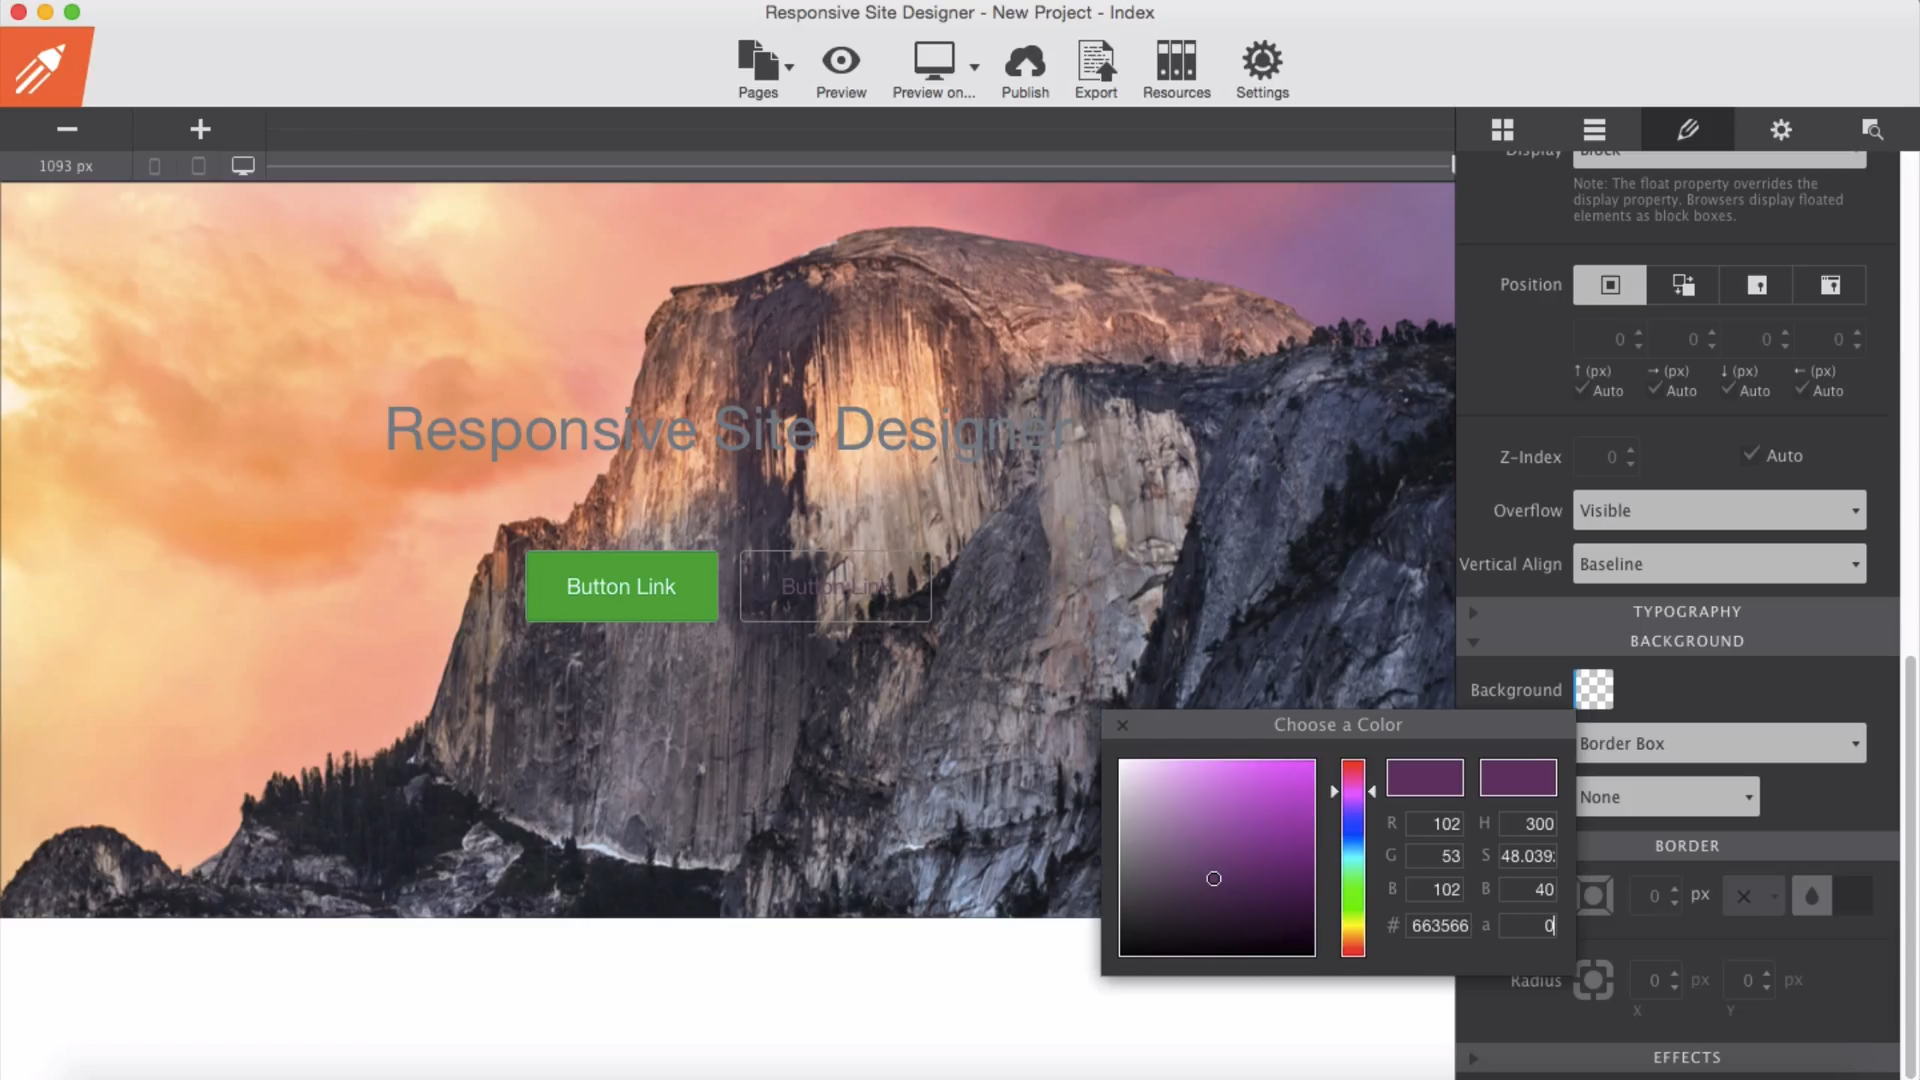 Responsive Site Designer - New Project - Index
Pages
Preview
Preview on...
Publish
Export
Resources
Settings
1093 px
Display
Block
Note: The float property overrides the
display property. Browsers display floated
elements as block boxes.
Position
0
0
0
0
↑ (px)
→ (px)
↓ (px)
← (px)
Auto
Auto
Auto
Auto
Responsive Site Designer
Z-Index
0
Auto
Overflow
Visible
Vertical Align
Baseline
Button Link
Button Link
TYPOGRAPHY
BACKGROUND
Background
Border Box
None
Choose a Color
R 102 H 300
G 53 S 48.039
B 102 B 40
# 663566 a 0
BORDER
0 px
Radius
0 px
0 px
X
Y
EFFECTS